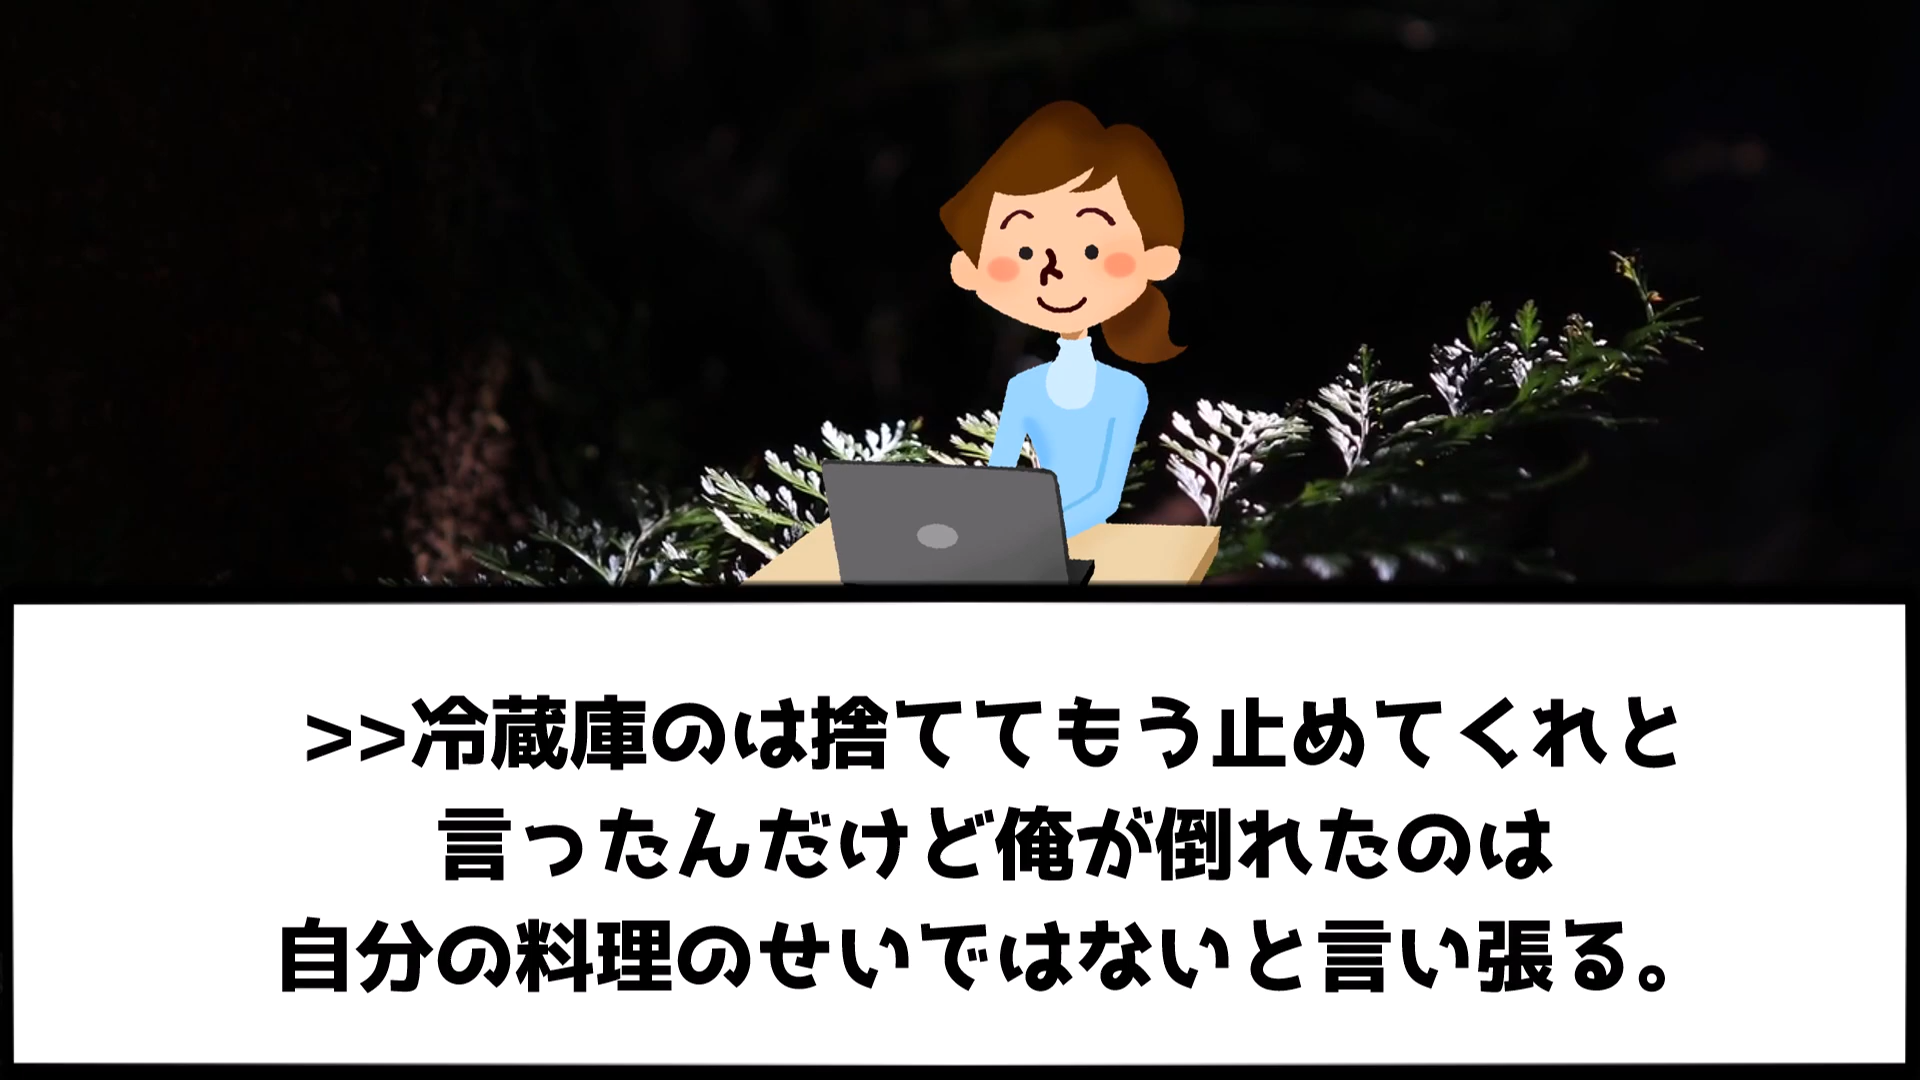 >>冷蔵庫のは捨ててもう止めてくれと
言ったんだけど俺が倒れたのは
自分の料理のせいではないと言い張る。